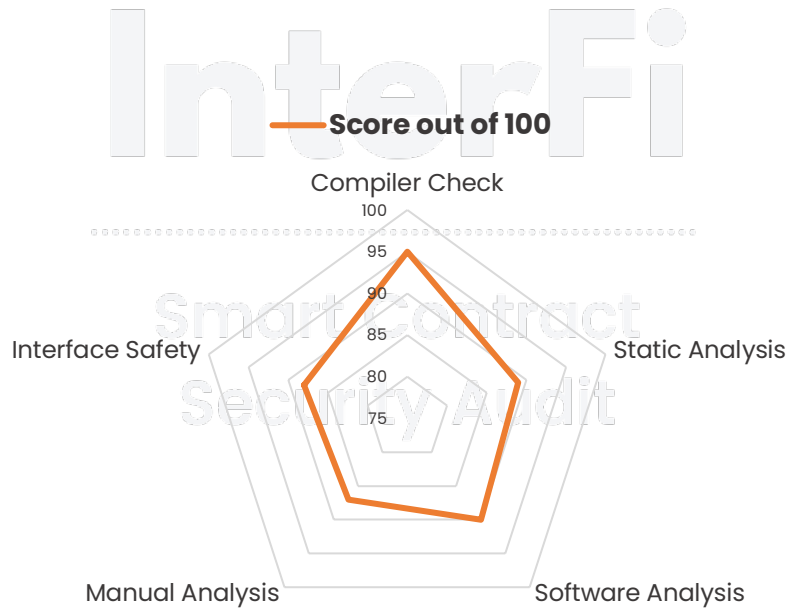 InterFi
Score out of 100
Compiler Check
100
95
90
Smart Contract
85
Interface Safety
Static Analysis
80
Security Audit
75
Manual Analysis
Software Analysis